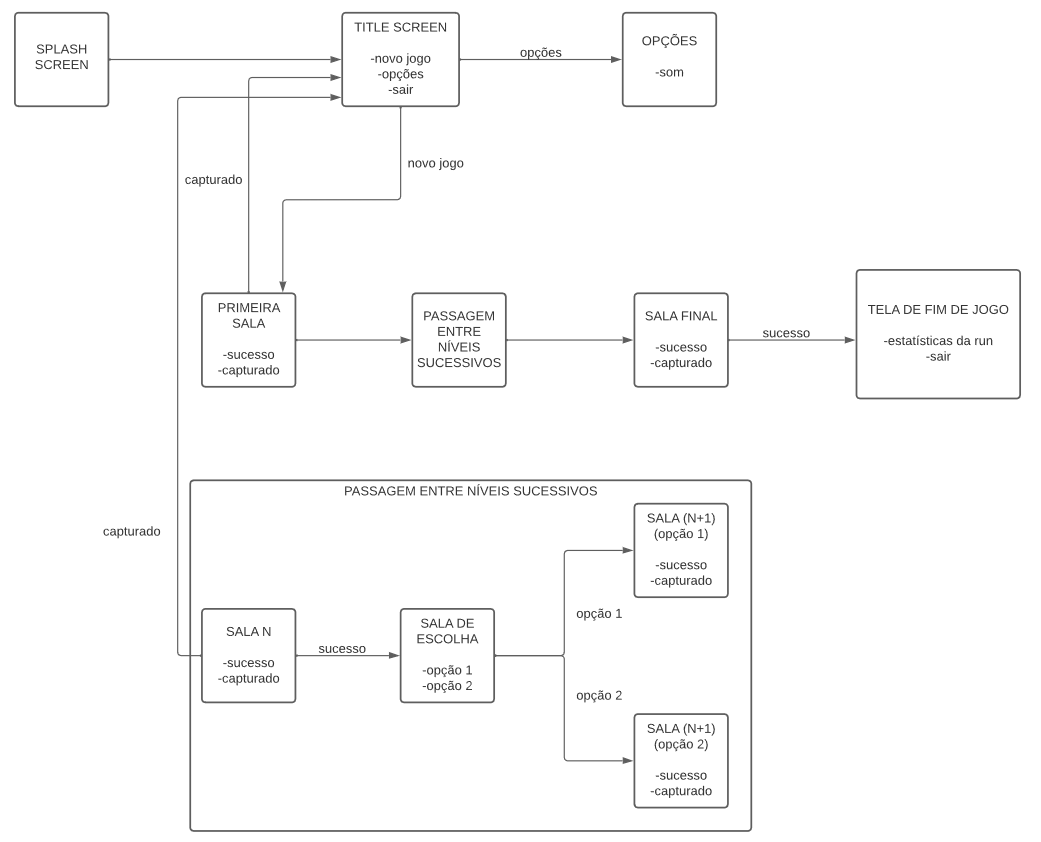 SPLASH
SCREEN
TITLE SCREEN
-novo jogo
-opções
-sair
opções
OPÇÕES
-som
capturado
novo jogo
PRIMEIRA
SALA
-sucesso
-capturado
PASSAGEM
ENTRE
NÍVEIS
SUCESSIVOS
SALA FINAL
-sucesso
-capturado
sucesso
TELA DE FIM DE JOGO
-estatísticas da run
-sair
PASSAGEM ENTRE NÍVEIS SUCESSIVOS
capturado
SALA N
-sucesso
-capturado
sucesso
SALA DE
ESCOLHA
-opção 1
-opção 2
opção 1
opção 2
SALA (N+1)
(opção 1)
-sucesso
-capturado
SALA (N+1)
(opção 2)
-sucesso
-capturado